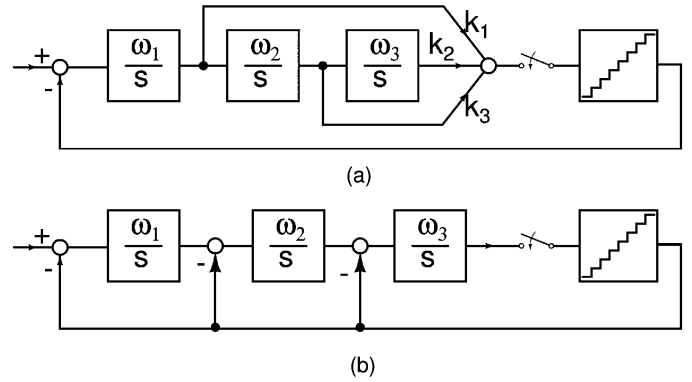 k₁
+ ω₁ ω₂ ω₃ k₂
s s s
-
k₃
(a)
+ ω₁ ω₂ ω₃
s s s
- - -
(b)